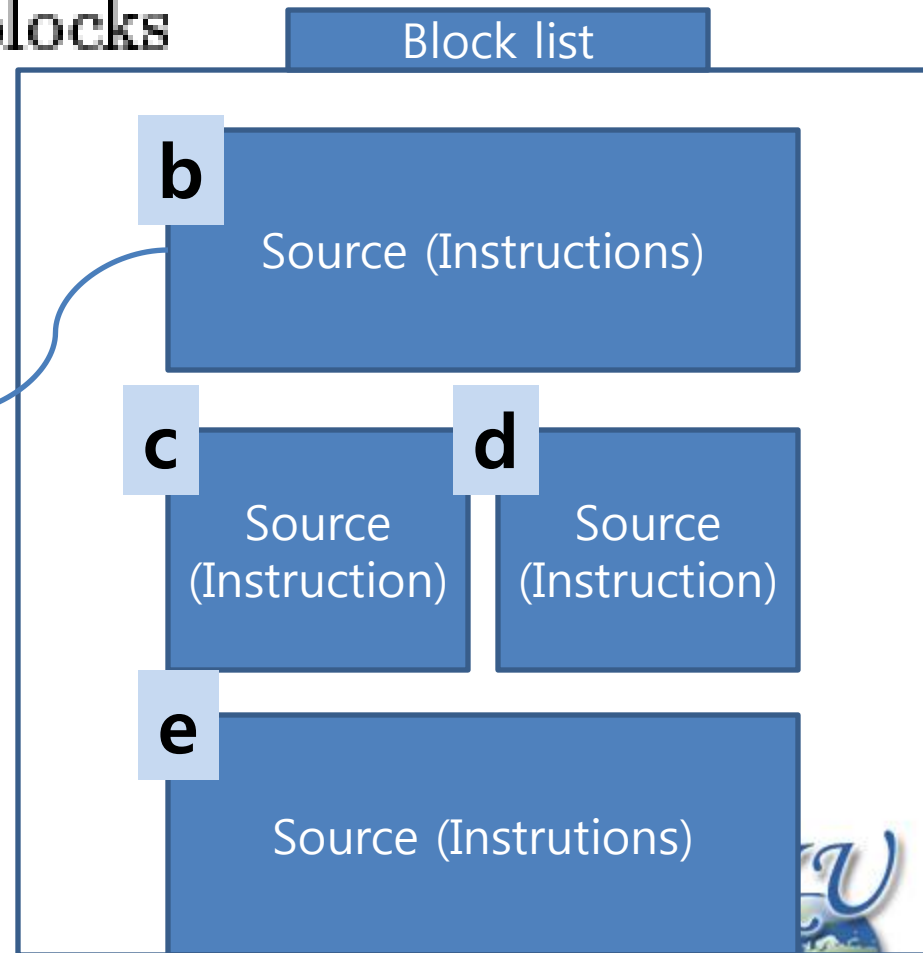 locks
Block list
b
Source (Instructions)
c
d
Source
(Instruction)
Source
(Instruction)
e
Source (Instrutions)
U